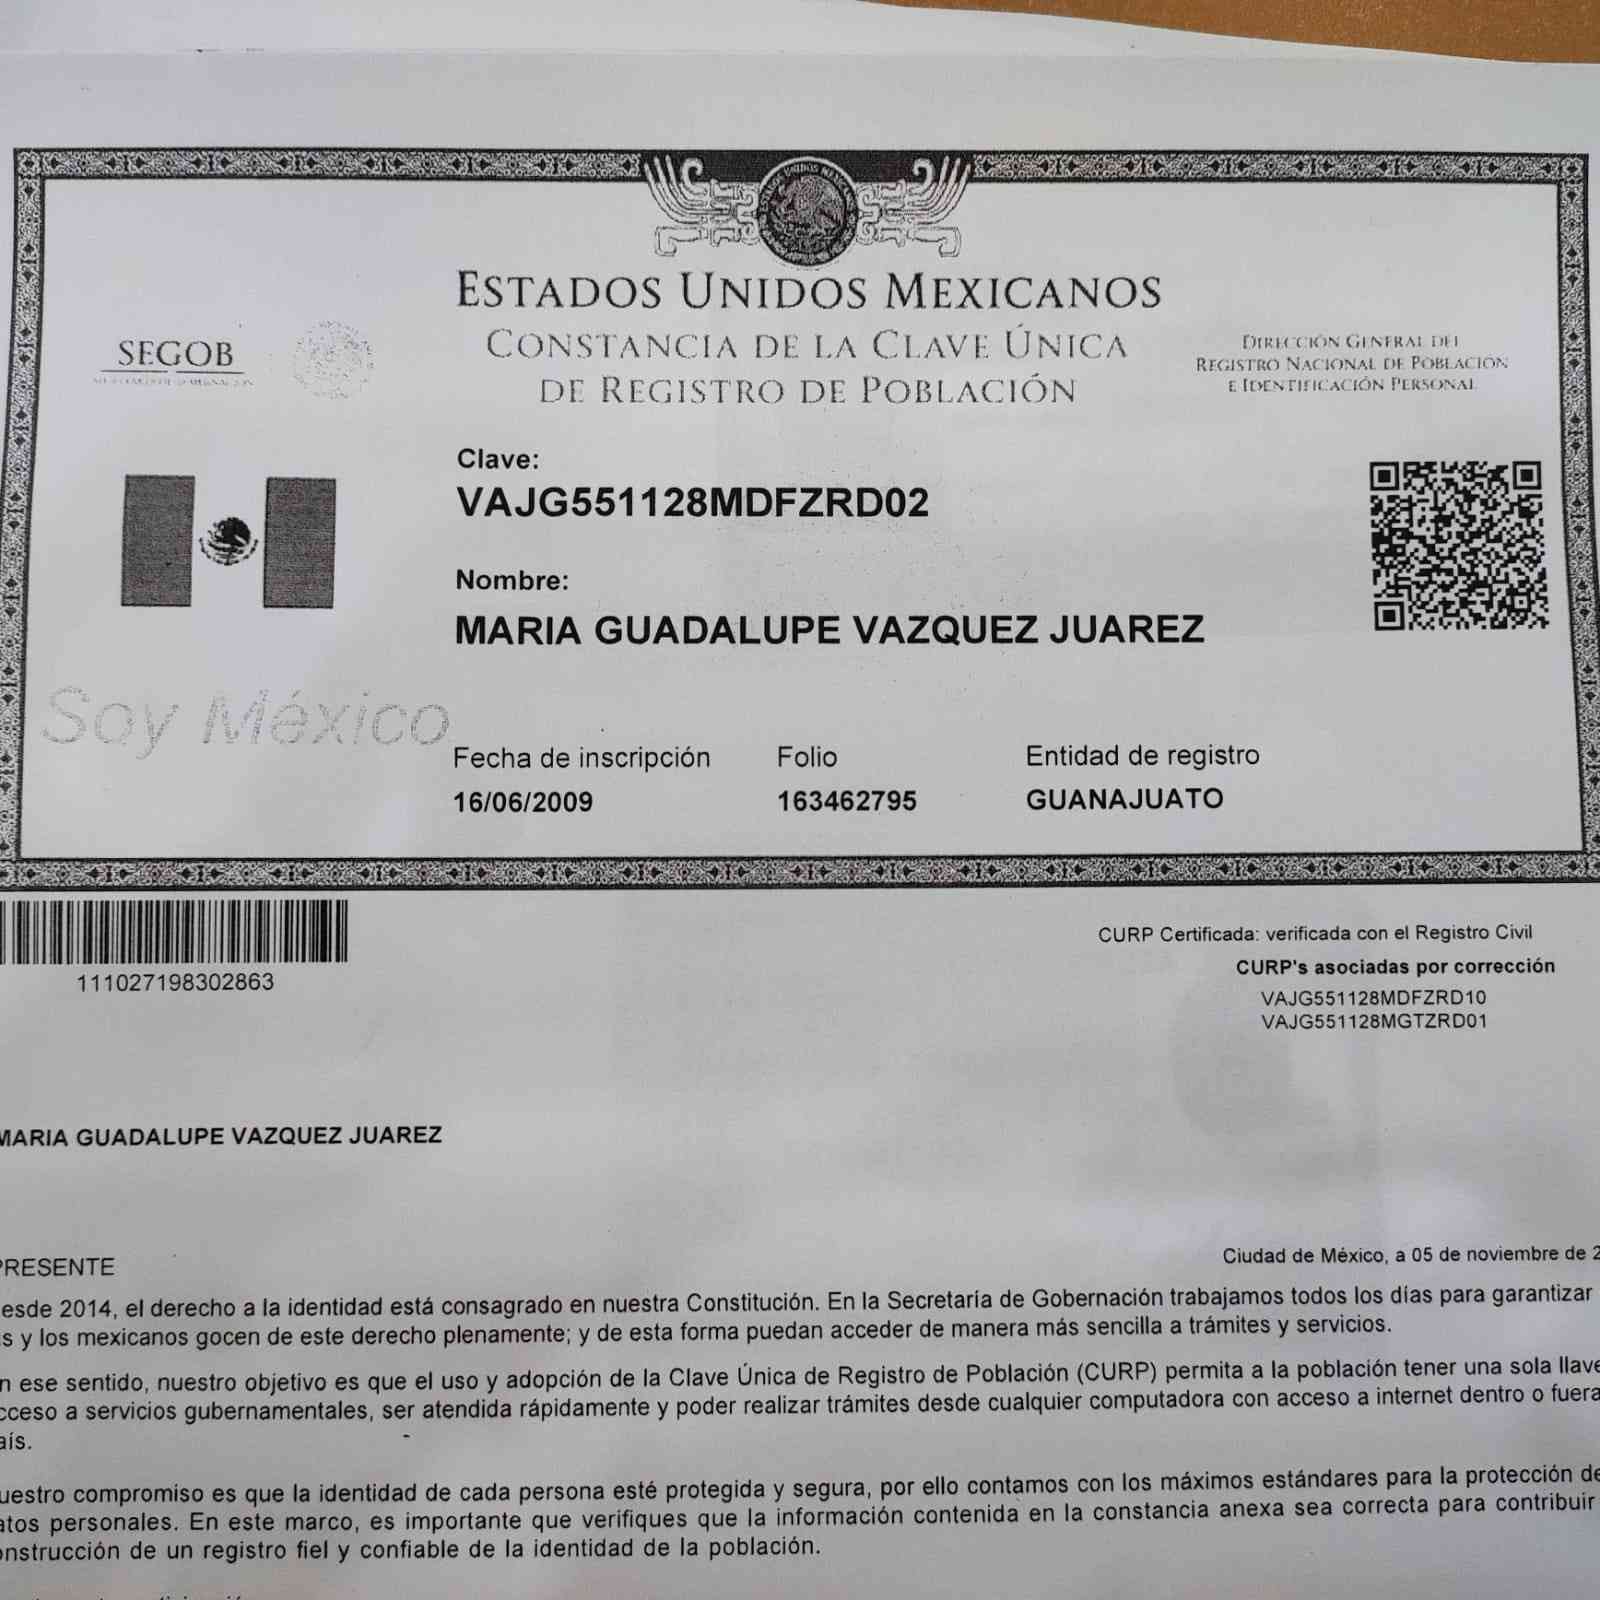 ESTADOS UNIDOS MEXICANOS
CONSTANCIA DE LA CLAVE ÚNICA
DE REGISTRO DE POBLACIÓN
SEGOB
DIRECCIÓN GENERAL DEL
REGISTRO NACIONAL DE POBLACIÓN
E IDENTIFICACIÓN PERSONAL
Clave:
VAJG551128MDFZRD02
Nombre:
MARIA GUADALUPE VAZQUEZ JUAREZ
Soy México
Fecha de inscripción Folio Entidad de registro
16/06/2009 163462795 GUANAJUATO
111027198302863
CURP Certificada: verificada con el Registro Civil
CURP's asociadas por corrección
VAJG551128MDFZRD10
VAJG551128MGTZRD01
MARIA GUADALUPE VAZQUEZ JUAREZ
PRESENTE
Ciudad de México, a 05 de noviembre de 2
esde 2014, el derecho a la identidad está consagrado en nuestra Constitución. En la Secretaría de Gobernación trabajamos todos los días para garantizar
s y los mexicanos gocen de este derecho plenamente; y de esta forma puedan acceder de manera más sencilla a trámites y servicios.
n ese sentido, nuestro objetivo es que el uso y adopción de la Clave Única de Registro de Población (CURP) permita a la población tener una sola llave
cceso a servicios gubernamentales, ser atendida rápidamente y poder realizar trámites desde cualquier computadora con acceso a internet dentro o fuera
aís.
uestro compromiso es que la identidad de cada persona esté protegida y segura, por ello contamos con los máximos estándares para la protección de
atos personales. En este marco, es importante que verifiques que la información contenida en la constancia anexa sea correcta para contribuir
onstrucción de un registro fiel y confiable de la identidad de la población.